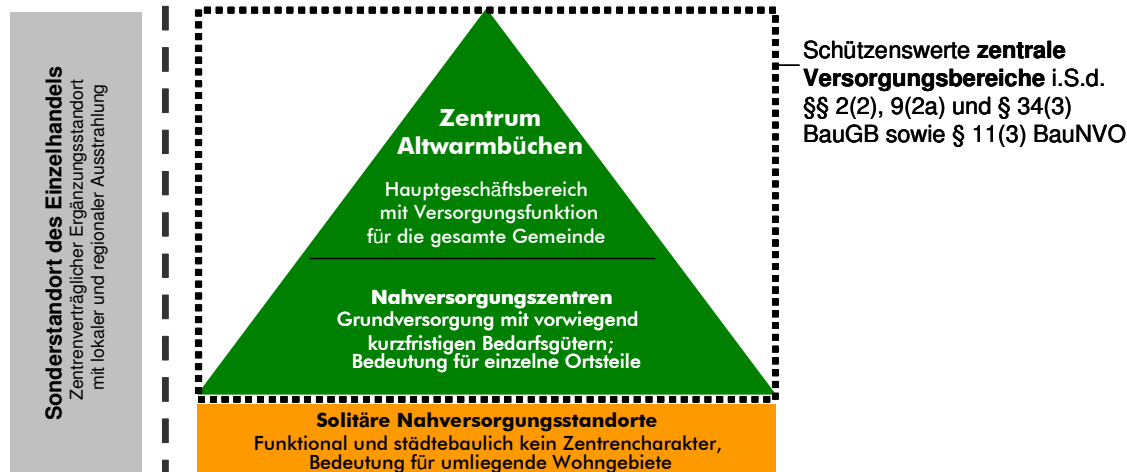 Sonderstandort des Einzelhandels
Zentrenverträglicher Ergänzungsstandort
mit lokaler und regionaler Ausstrahlung
Zentrum
Altwarmbüchen
Hauptgeschäftsbereich
mit Versorgungsfunktion
für die gesamte Gemeinde
Nahversorgungszentren
Grundversorgung mit vorwiegend
kurzfristigen Bedarfsgütern;
Bedeutung für einzelne Ortsteile
Solitäre Nahversorgungsstandorte
Funktional und städtebaulich kein Zentrencharakter,
Bedeutung für umliegende Wohngebiete
Schützenswerte zentrale
Versorgungsbereiche i.S.d.
§§ 2(2), 9(2a) und § 34(3)
BauGB sowie § 11(3) BauNVO